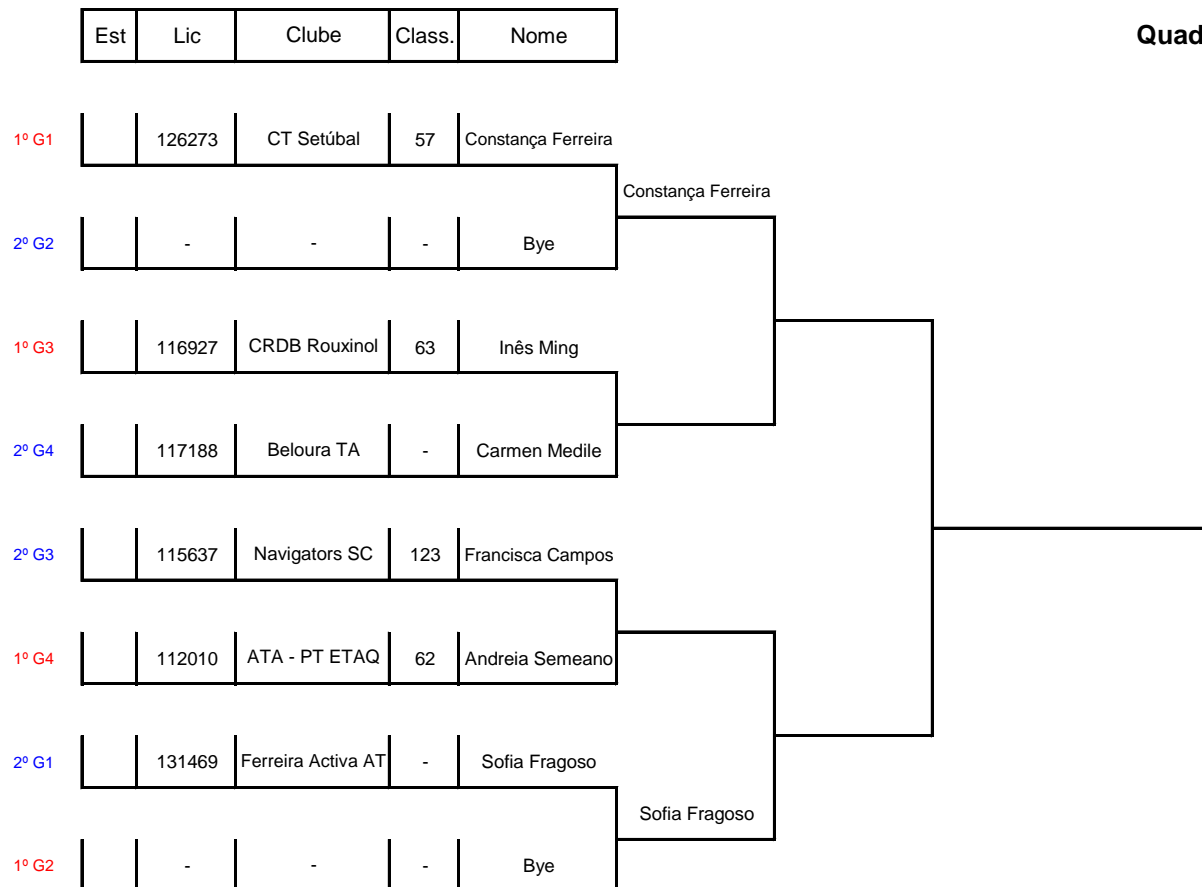 Est Lic Clube Class. Nome
Quad
1º G1 126273 CT Setúbal 57 Constança Ferreira
Constança Ferreira
2º G2 - - - Bye
1º G3 116927 CRDB Rouxinol 63 Inês Ming
2º G4 117188 Beloura TA - Carmen Medile
2º G3 115637 Navigators SC 123 Francisca Campos
1º G4 112010 ATA - PT ETAQ 62 Andreia Semeano
2º G1 131469 Ferreira Activa AT - Sofia Fragoso
Sofia Fragoso
1º G2 - - - Bye